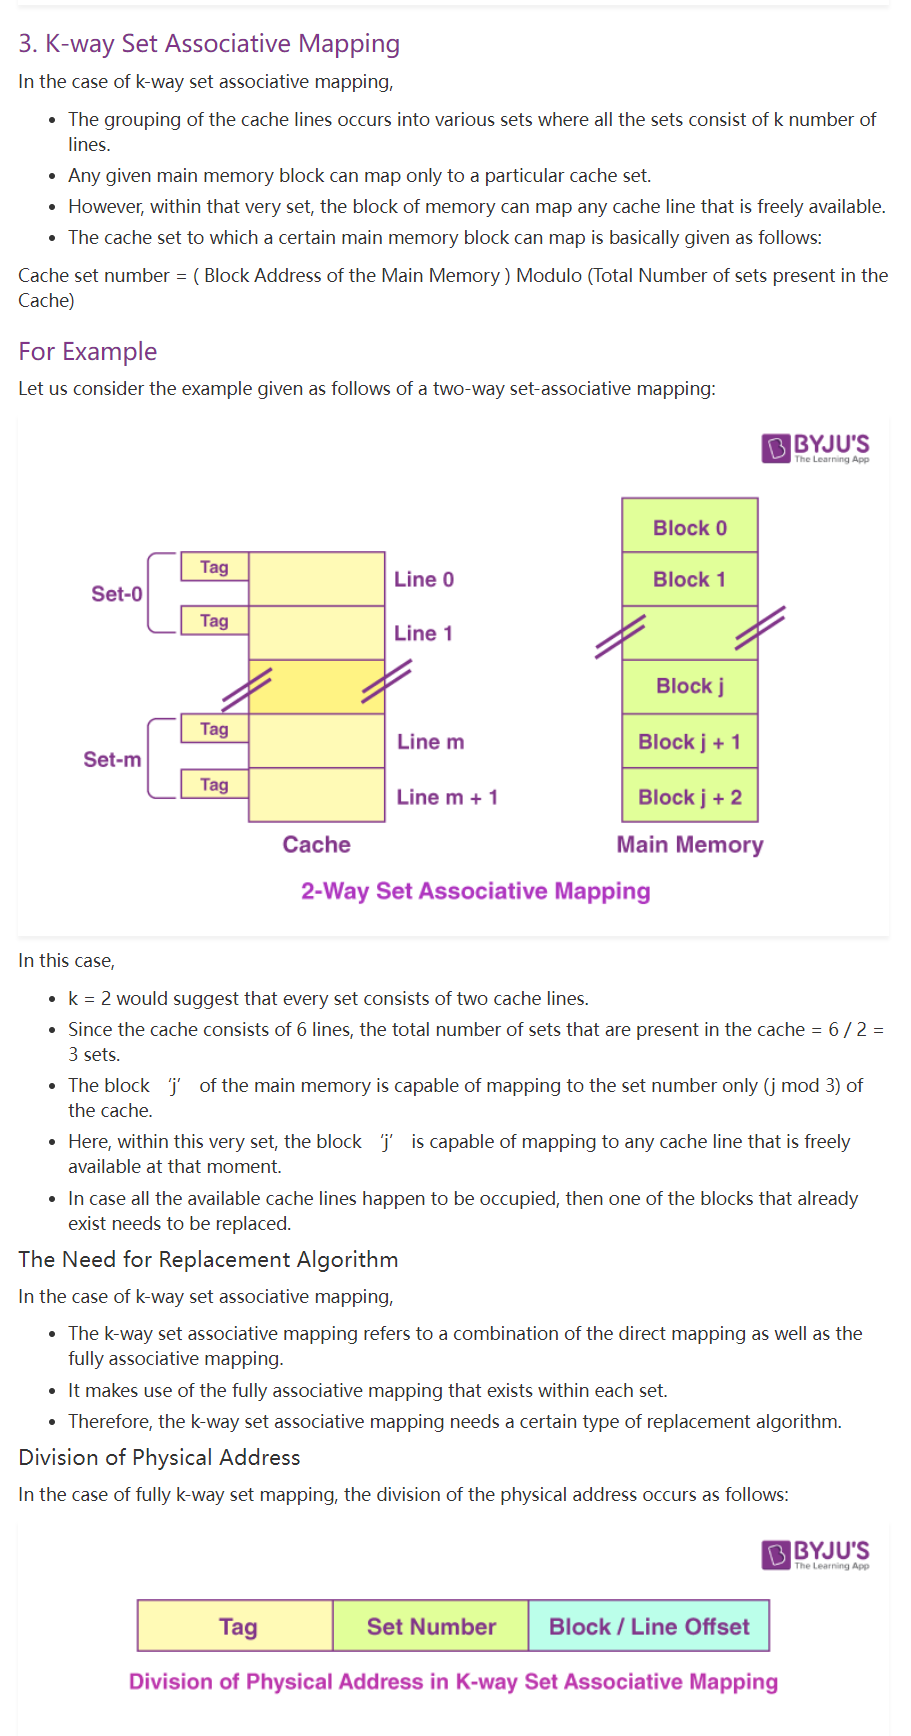 3. K-way Set Associative Mapping
In the case of k-way set associative mapping,
• The grouping of the cache lines occurs into various sets where all the sets consist of k number of
lines.
• Any given main memory block can map only to a particular cache set.
• However, within that very set, the block of memory can map any cache line that is freely available.
• The cache set to which a certain main memory block can map is basically given as follows:
Cache set number = ( Block Address of the Main Memory ) Modulo (Total Number of sets present in the
Cache)
For Example
Let us consider the example given as follows of a two-way set-associative mapping:
BYJU'S
The Learning App
Block 0
Tag
Line 0
Block 1
Set-0
Tag
Line 1
Block j
Tag
Line m
Block j + 1
Set-m
Tag
Line m + 1
Block j + 2
Cache
Main Memory
2-Way Set Associative Mapping
In this case,
• k = 2 would suggest that every set consists of two cache lines.
• Since the cache consists of 6 lines, the total number of sets that are present in the cache = 6 / 2 =
3 sets.
• The block ‘j’ of the main memory is capable of mapping to the set number only (j mod 3) of
the cache.
• Here, within this very set, the block ‘j’ is capable of mapping to any cache line that is freely
available at that moment.
• In case all the available cache lines happen to be occupied, then one of the blocks that already
exist needs to be replaced.
The Need for Replacement Algorithm
In the case of k-way set associative mapping,
• The k-way set associative mapping refers to a combination of the direct mapping as well as the
fully associative mapping.
• It makes use of the fully associative mapping that exists within each set.
• Therefore, the k-way set associative mapping needs a certain type of replacement algorithm.
Division of Physical Address
In the case of fully k-way set mapping, the division of the physical address occurs as follows:
BYJU'S
The Learning App
Tag
Set Number
Block / Line Offset
Division of Physical Address in K-way Set Associative Mapping